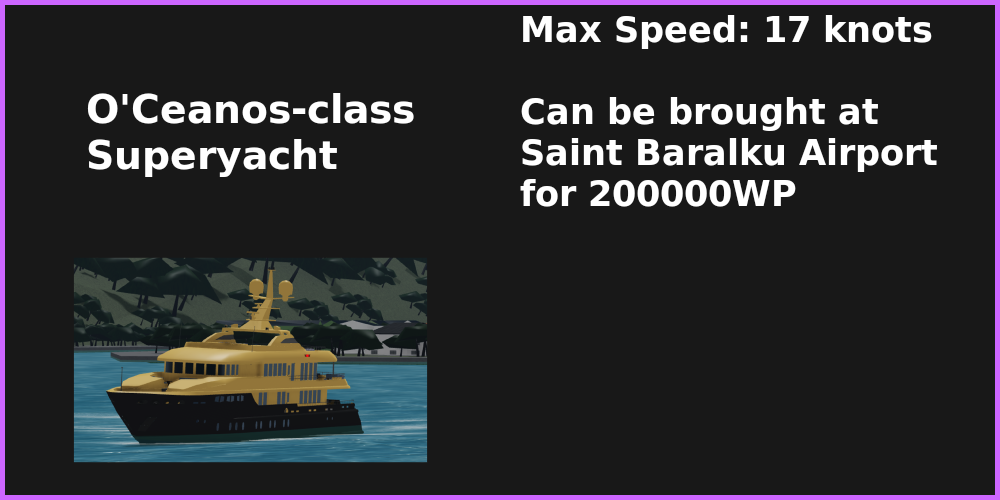 O'Ceanos-class
Superyacht
Max Speed: 17 knots
Can be brought at
Saint Baralku Airport
for 200000WP